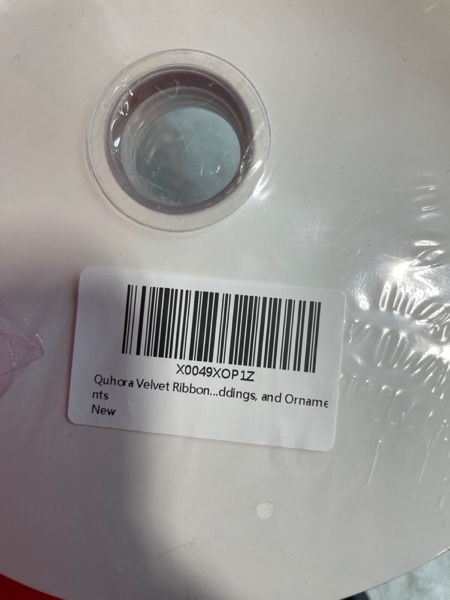 X0049XOP1Z
Quhora Velvet Ribbon...ddings, and Orname
nts
New